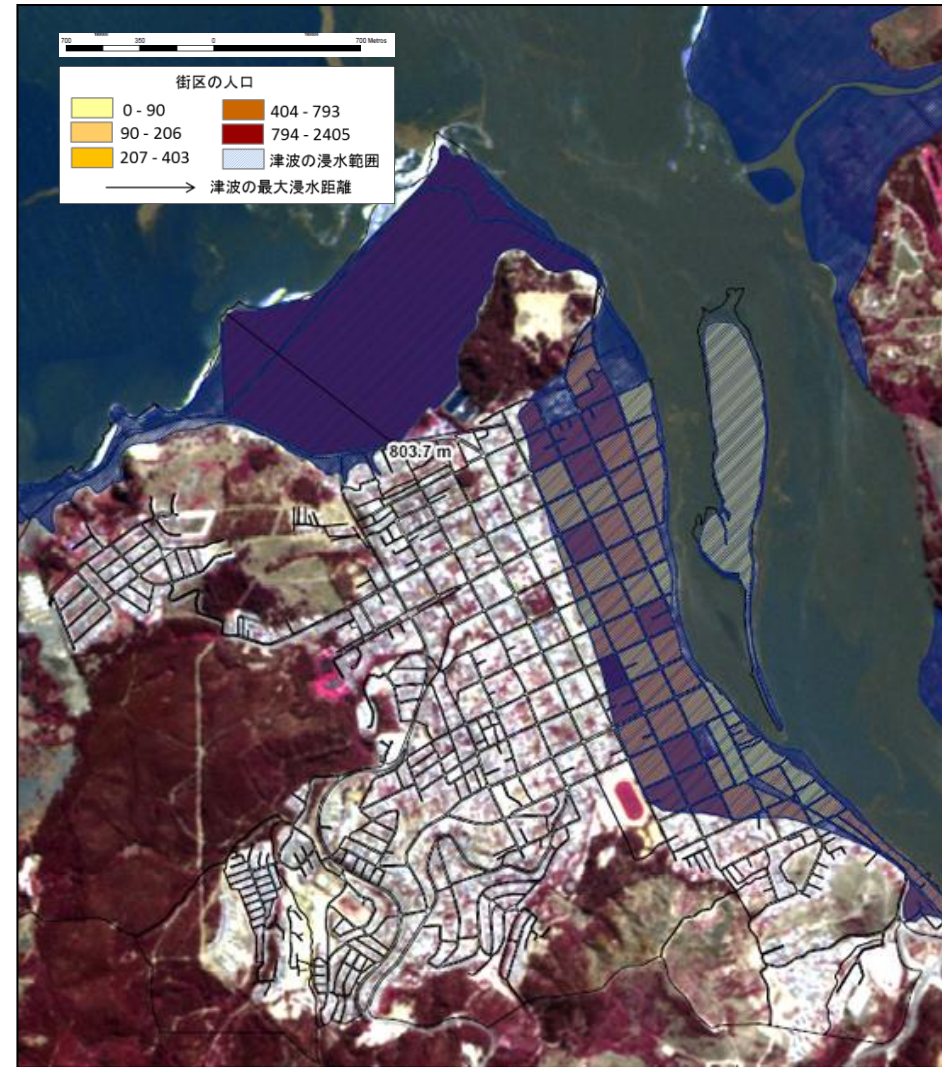 700 350 0 700 Metros
街区の人口
0 - 90 404 - 793
90 - 206 794 - 2405
207 - 403 津波の浸水範囲
津波の最大浸水距離
803.7 m